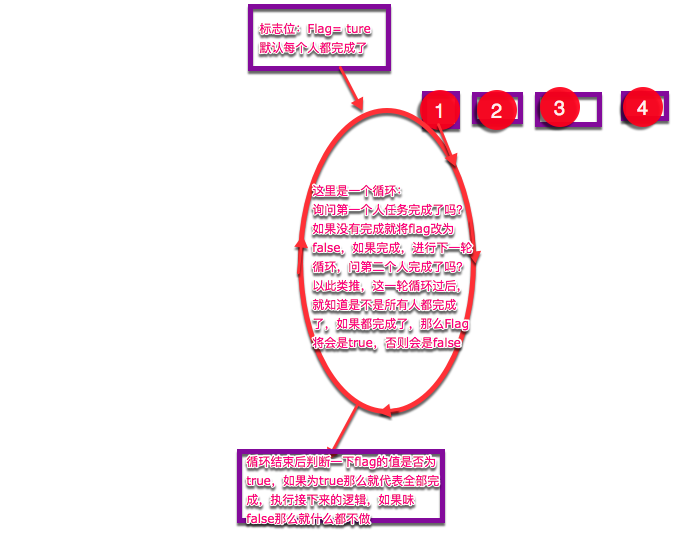 标志位：Flag= ture
默认每个人都完成了
1
2
3
4
这里是一个循环：
询问第一个人任务完成了吗？
如果没有完成就将flag改为
false，如果完成，进行下一轮
循环，问第二个人完成了吗？
以此类推，这一轮循环过后，
就知道是不是所有人都完成
了，如果都完成了，那么Flag
将会是true，否则会是false
循环结束后判断一下flag的值是否为
true，如果为true那么就代表全部完
成，执行接下来的逻辑，如果味
false那么就什么都不做